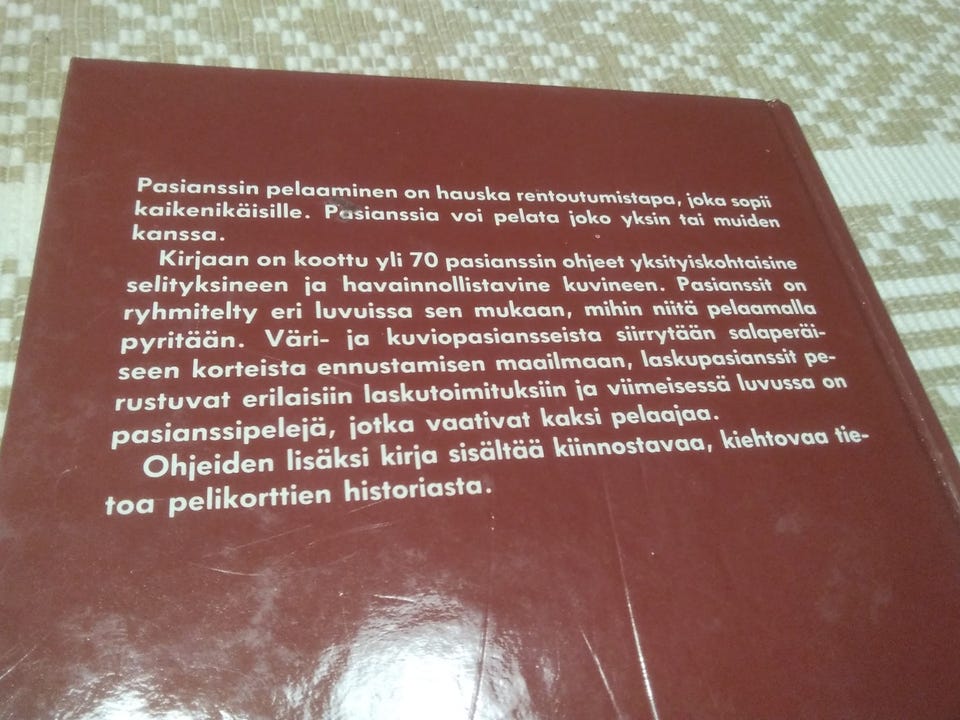 Pasianssin pelaaminen on hauska rentoutumistapa, joka sopii
kaikenikäisille. Pasianssia voi pelata joko yksin tai muiden
kanssa.
Kirjaan on koottu yli 70 pasianssin ohjeet yksityiskohtaisine
selityksineen ja havainnollistavine kuvineen. Pasianssit on
ryhmitelty eri luvuissa sen mukaan, mihin niitä pelaamalla
pyritään. Väri- ja kuviopasiansseista siirrytään salaperäi-
seen korteista ennustamisen maailmaan, laskupasianssit pe-
rustuvat erilaisiin laskutoimituksiin ja viimeisessä luvussa on
pasianssipelejä, jotka vaativat kaksi pelaajaa.
Ohjeiden lisäksi kirja sisältää kiinnostavaa, kiehtovaa tie-
toa pelikorttien historiasta.